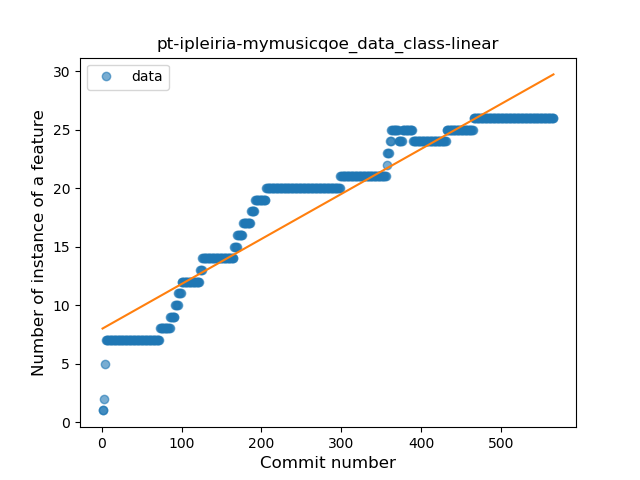 pt-ipleiria-mymusicqoe_data_class-linear
data
Number of instance of a feature
30
25
20
15
10
5
0
0 100 200 300 400 500
Commit number